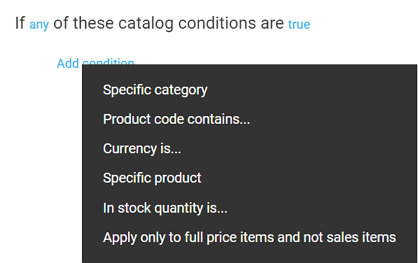 If any of these catalog conditions are true
Add condition
Specific category
Product code contains...
Currency is...
Specific product
In stock quantity is...
Apply only to full price items and not sales items